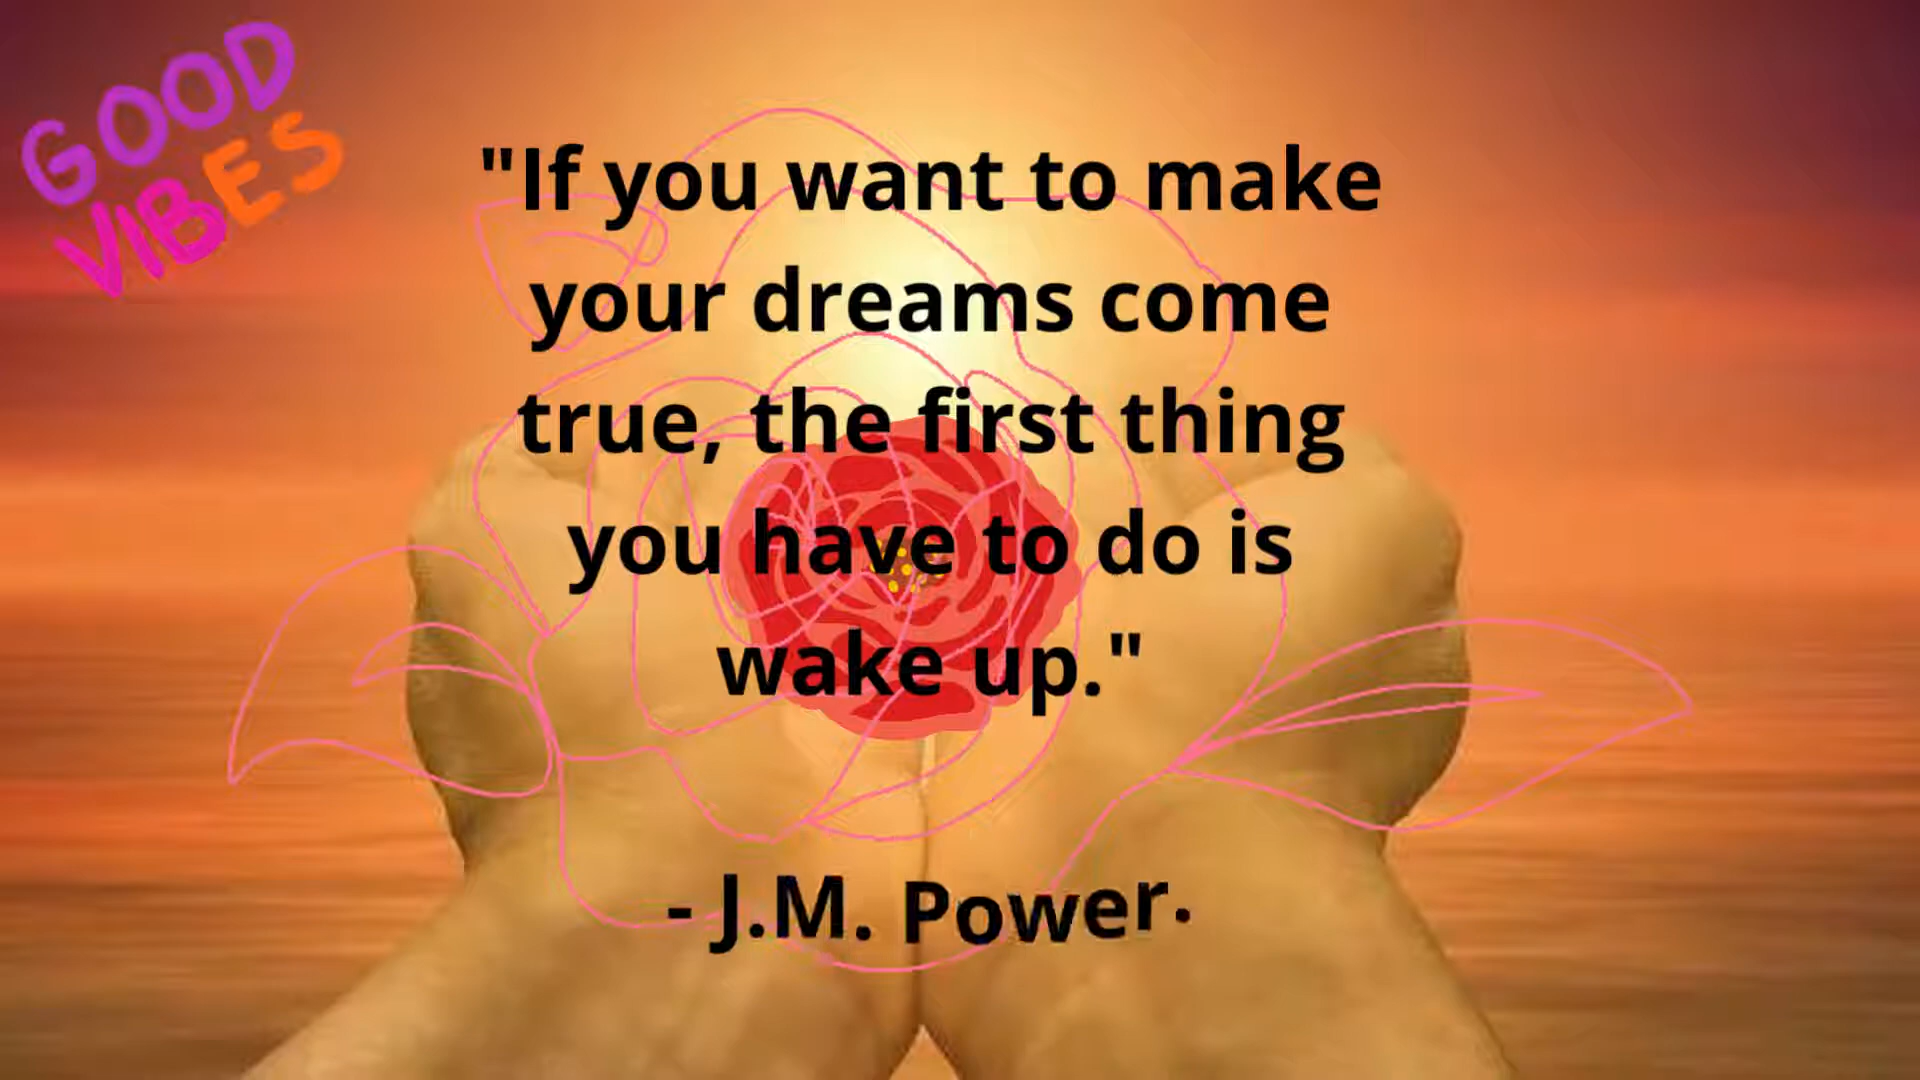 GOOD
VIBES
"If you want to make
your dreams come
true, the first thing
you have to do is
wake up."
- J.M. Power.